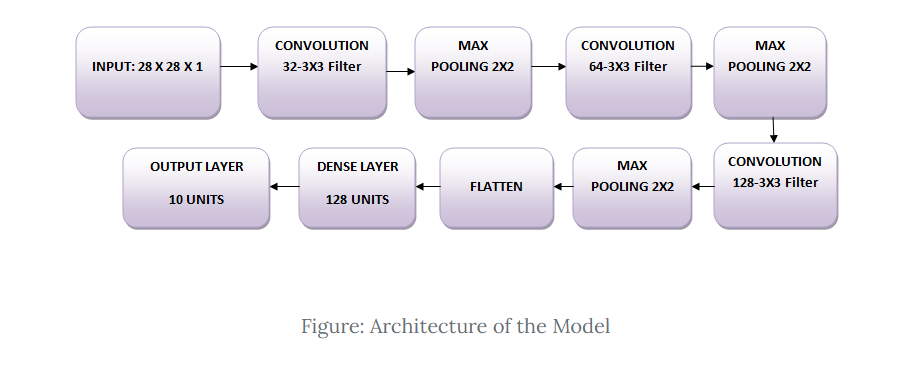 INPUT: 28 X 28 X 1
CONVOLUTION
32-3X3 Filter
MAX
POOLING 2X2
CONVOLUTION
64-3X3 Filter
MAX
POOLING 2X2
CONVOLUTION
128-3X3 Filter
MAX
POOLING 2X2
FLATTEN
DENSE LAYER
128 UNITS
OUTPUT LAYER
10 UNITS
Figure: Architecture of the Model